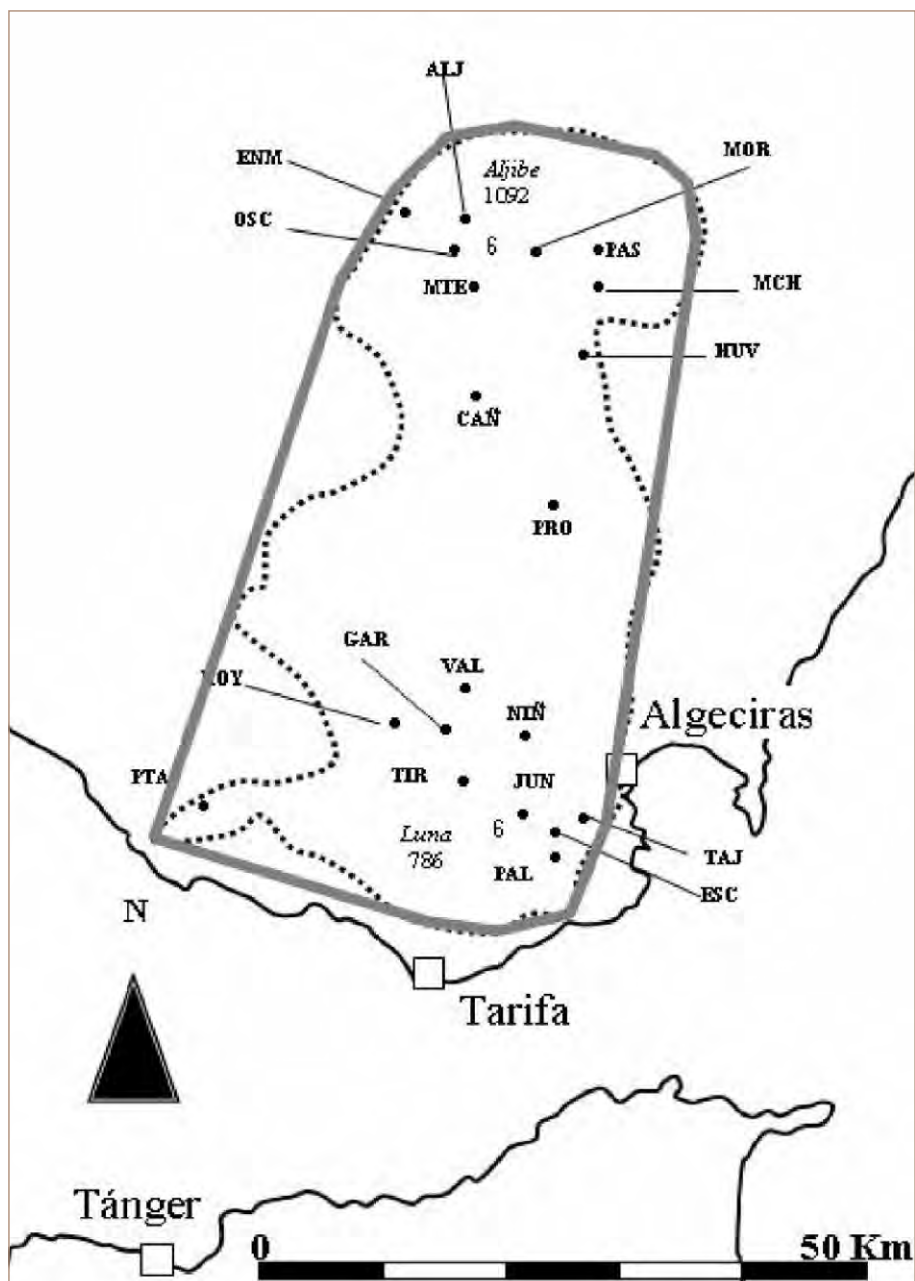 ALJ
ENM
MOR
Aljibe
1092
OSC
6
PAS
MTE
MCH
HUV
CAÑ
PRO
GAR
VAL
NIÑ
Algeciras
PTA
TIR
JUN
Luna
786
6
TAJ
PAL
ESC
N
Tarifa
Tánger
0 50 Km